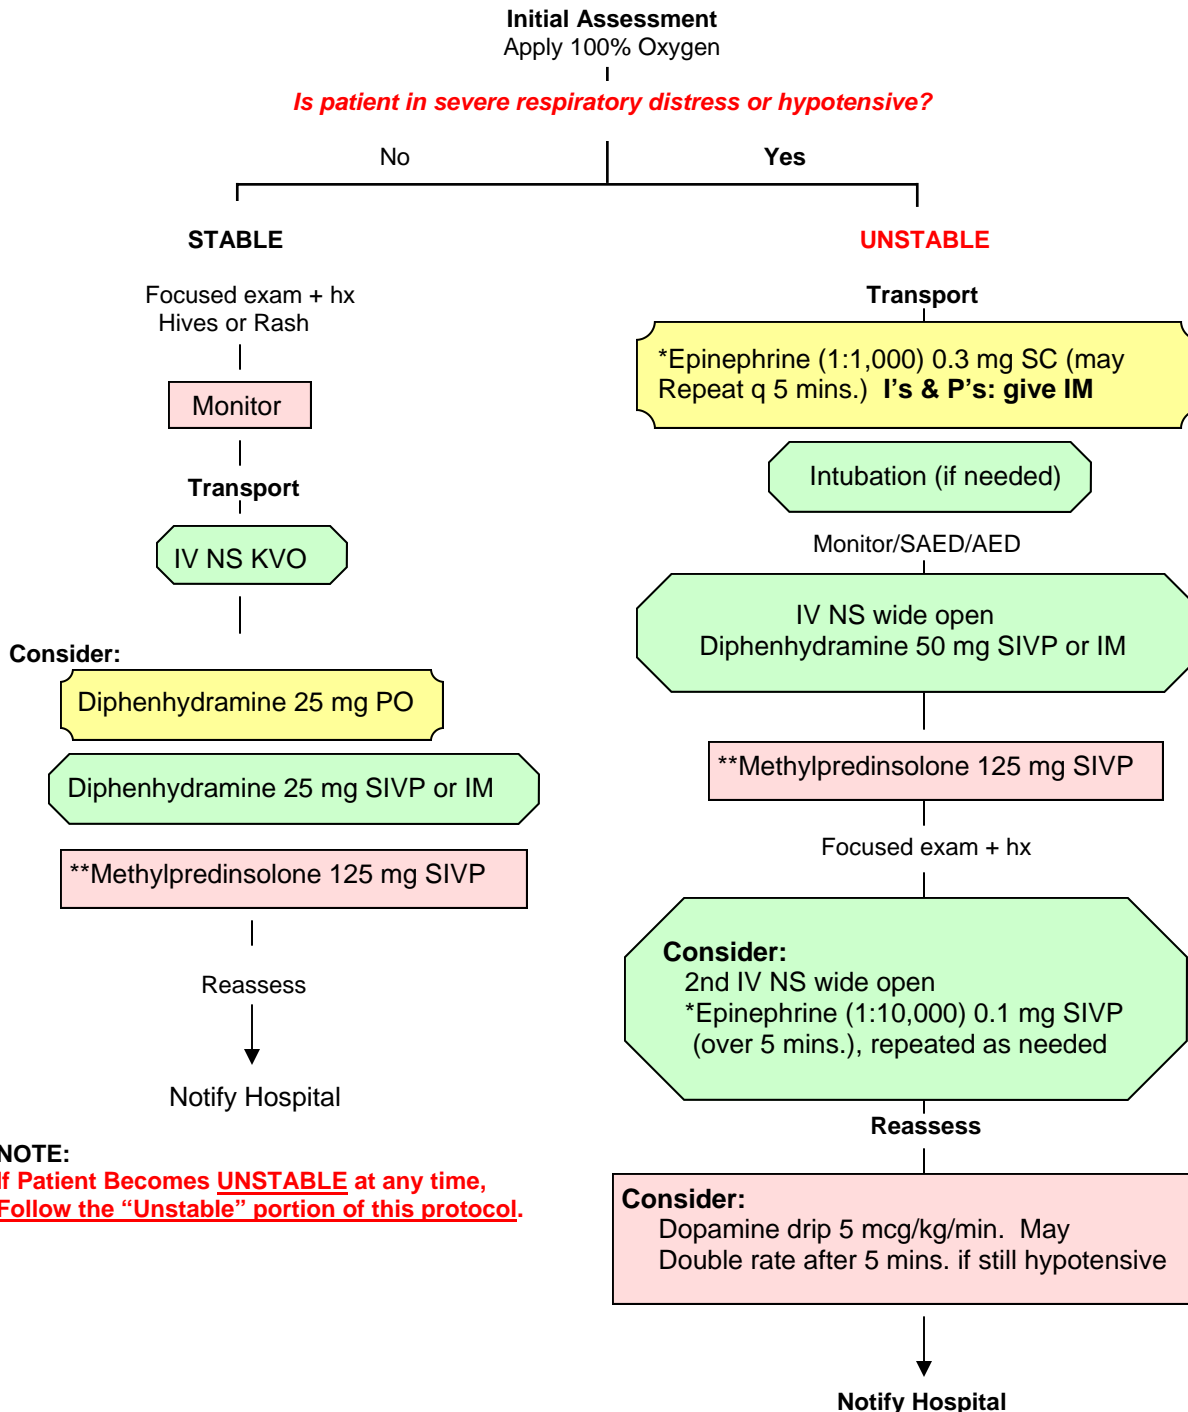 Initial Assessment
Apply 100% Oxygen
Is patient in severe respiratory distress or hypotensive?
No
Yes
STABLE
Focused exam + hx
Hives or Rash
Monitor
Transport
IV NS KVO
Consider:
Diphenhydramine 25 mg PO
Diphenhydramine 25 mg SIVP or IM
**Methylpredinsolone 125 mg SIVP
Reassess
Notify Hospital
NOTE:
If Patient Becomes UNSTABLE at any time,
Follow the “Unstable” portion of this protocol.
UNSTABLE
Transport
*Epinephrine (1:1,000) 0.3 mg SC (may
Repeat q 5 mins.) I's & P's: give IM
Intubation (if needed)
Monitor/SAED/AED
IV NS wide open
Diphenhydramine 50 mg SIVP or IM
**Methylpredinsolone 125 mg SIVP
Focused exam + hx
Consider:
2nd IV NS wide open
*Epinephrine (1:10,000) 0.1 mg SIVP
(over 5 mins.), repeated as needed
Reassess
Consider:
Dopamine drip 5 mcg/kg/min. May
Double rate after 5 mins. if still hypotensive
Notify Hospital